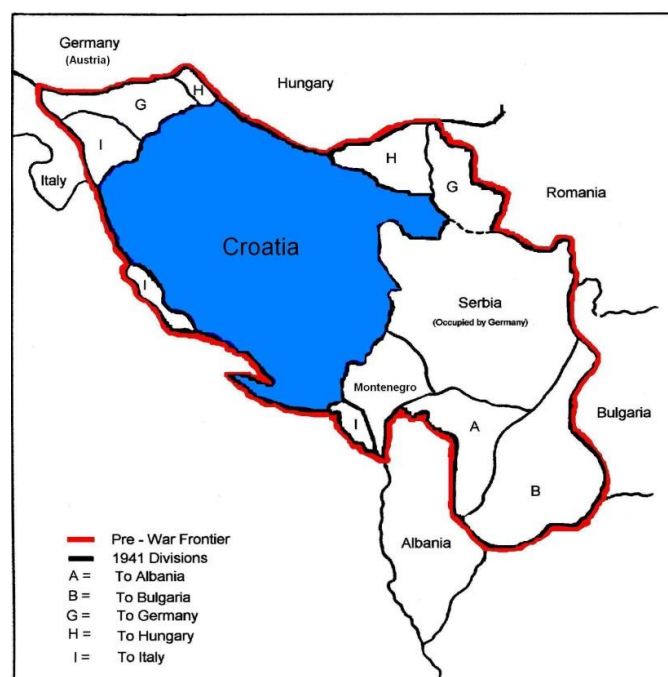 Germany
(Austria)
Hungary
H
G
I
Italy
H
G
Romania
Croatia
I
Serbia
(Occupied by Germany)
Montenegro
I
A
Bulgaria
B
Albania
Pre - War Frontier
1941 Divisions
A = To Albania
B = To Bulgaria
G = To Germany
H = To Hungary
I = To Italy